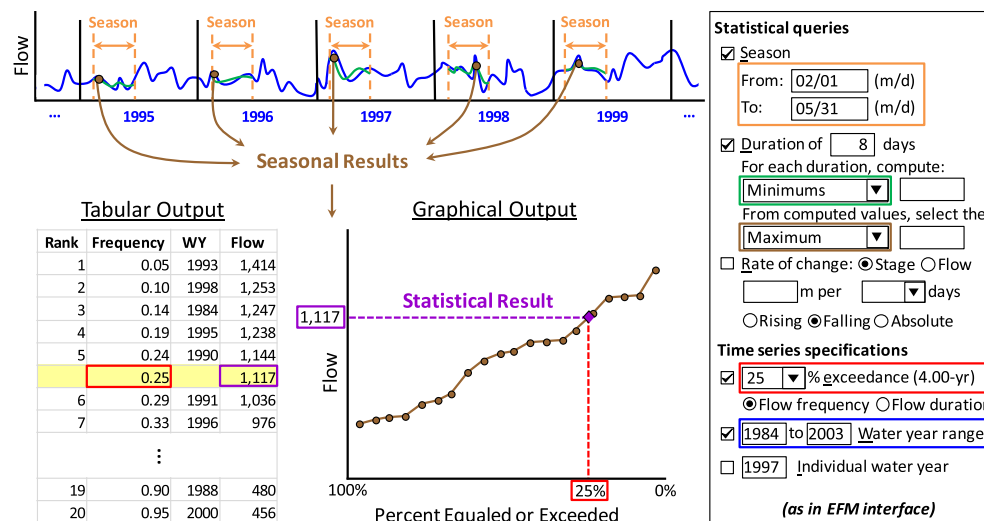 Season Season Season Season Season
Flow
... 1995 1996 1997 1998 1999 ...
Seasonal Results
Tabular Output
Rank Frequency WY Flow
1 0.05 1993 1,414
2 0.10 1998 1,253
3 0.14 1984 1,247
4 0.19 1995 1,238
5 0.24 1990 1,144
0.25 1,117
6 0.29 1991 1,036
7 0.33 1996 976
⋮
19 0.90 1988 480
20 0.95 2000 456
Graphical Output
Statistical Result
1,117
Flow
100% 25% 0%
Percent Equaled or Exceeded
Statistical queries
Season
From: 02/01 (m/d)
To: 05/31 (m/d)
Duration of 8 days
For each duration, compute:
Minimums
From computed values, select the
Maximum
Rate of change: Stage Flow
m per days
Rising Falling Absolute
Time series specifications
25 % exceedance (4.00-yr)
Flow frequency Flow duration
1984 to 2003 Water year range
1997 Individual water year
(as in EFM interface)